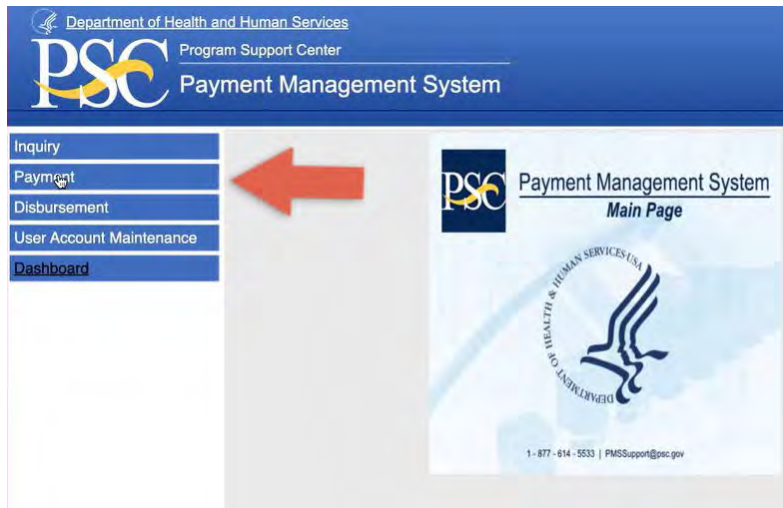 Department of Health and Human Services
PSC
Program Support Center
Payment Management System
Inquiry
Payment
Disbursement
User Account Maintenance
Dashboard
PSC
Payment Management System
Main Page
DEPARTMENT OF HEALTH & HUMAN SERVICES·USA
1 - 877 - 614 - 5533 | PMSSupport@psc.gov